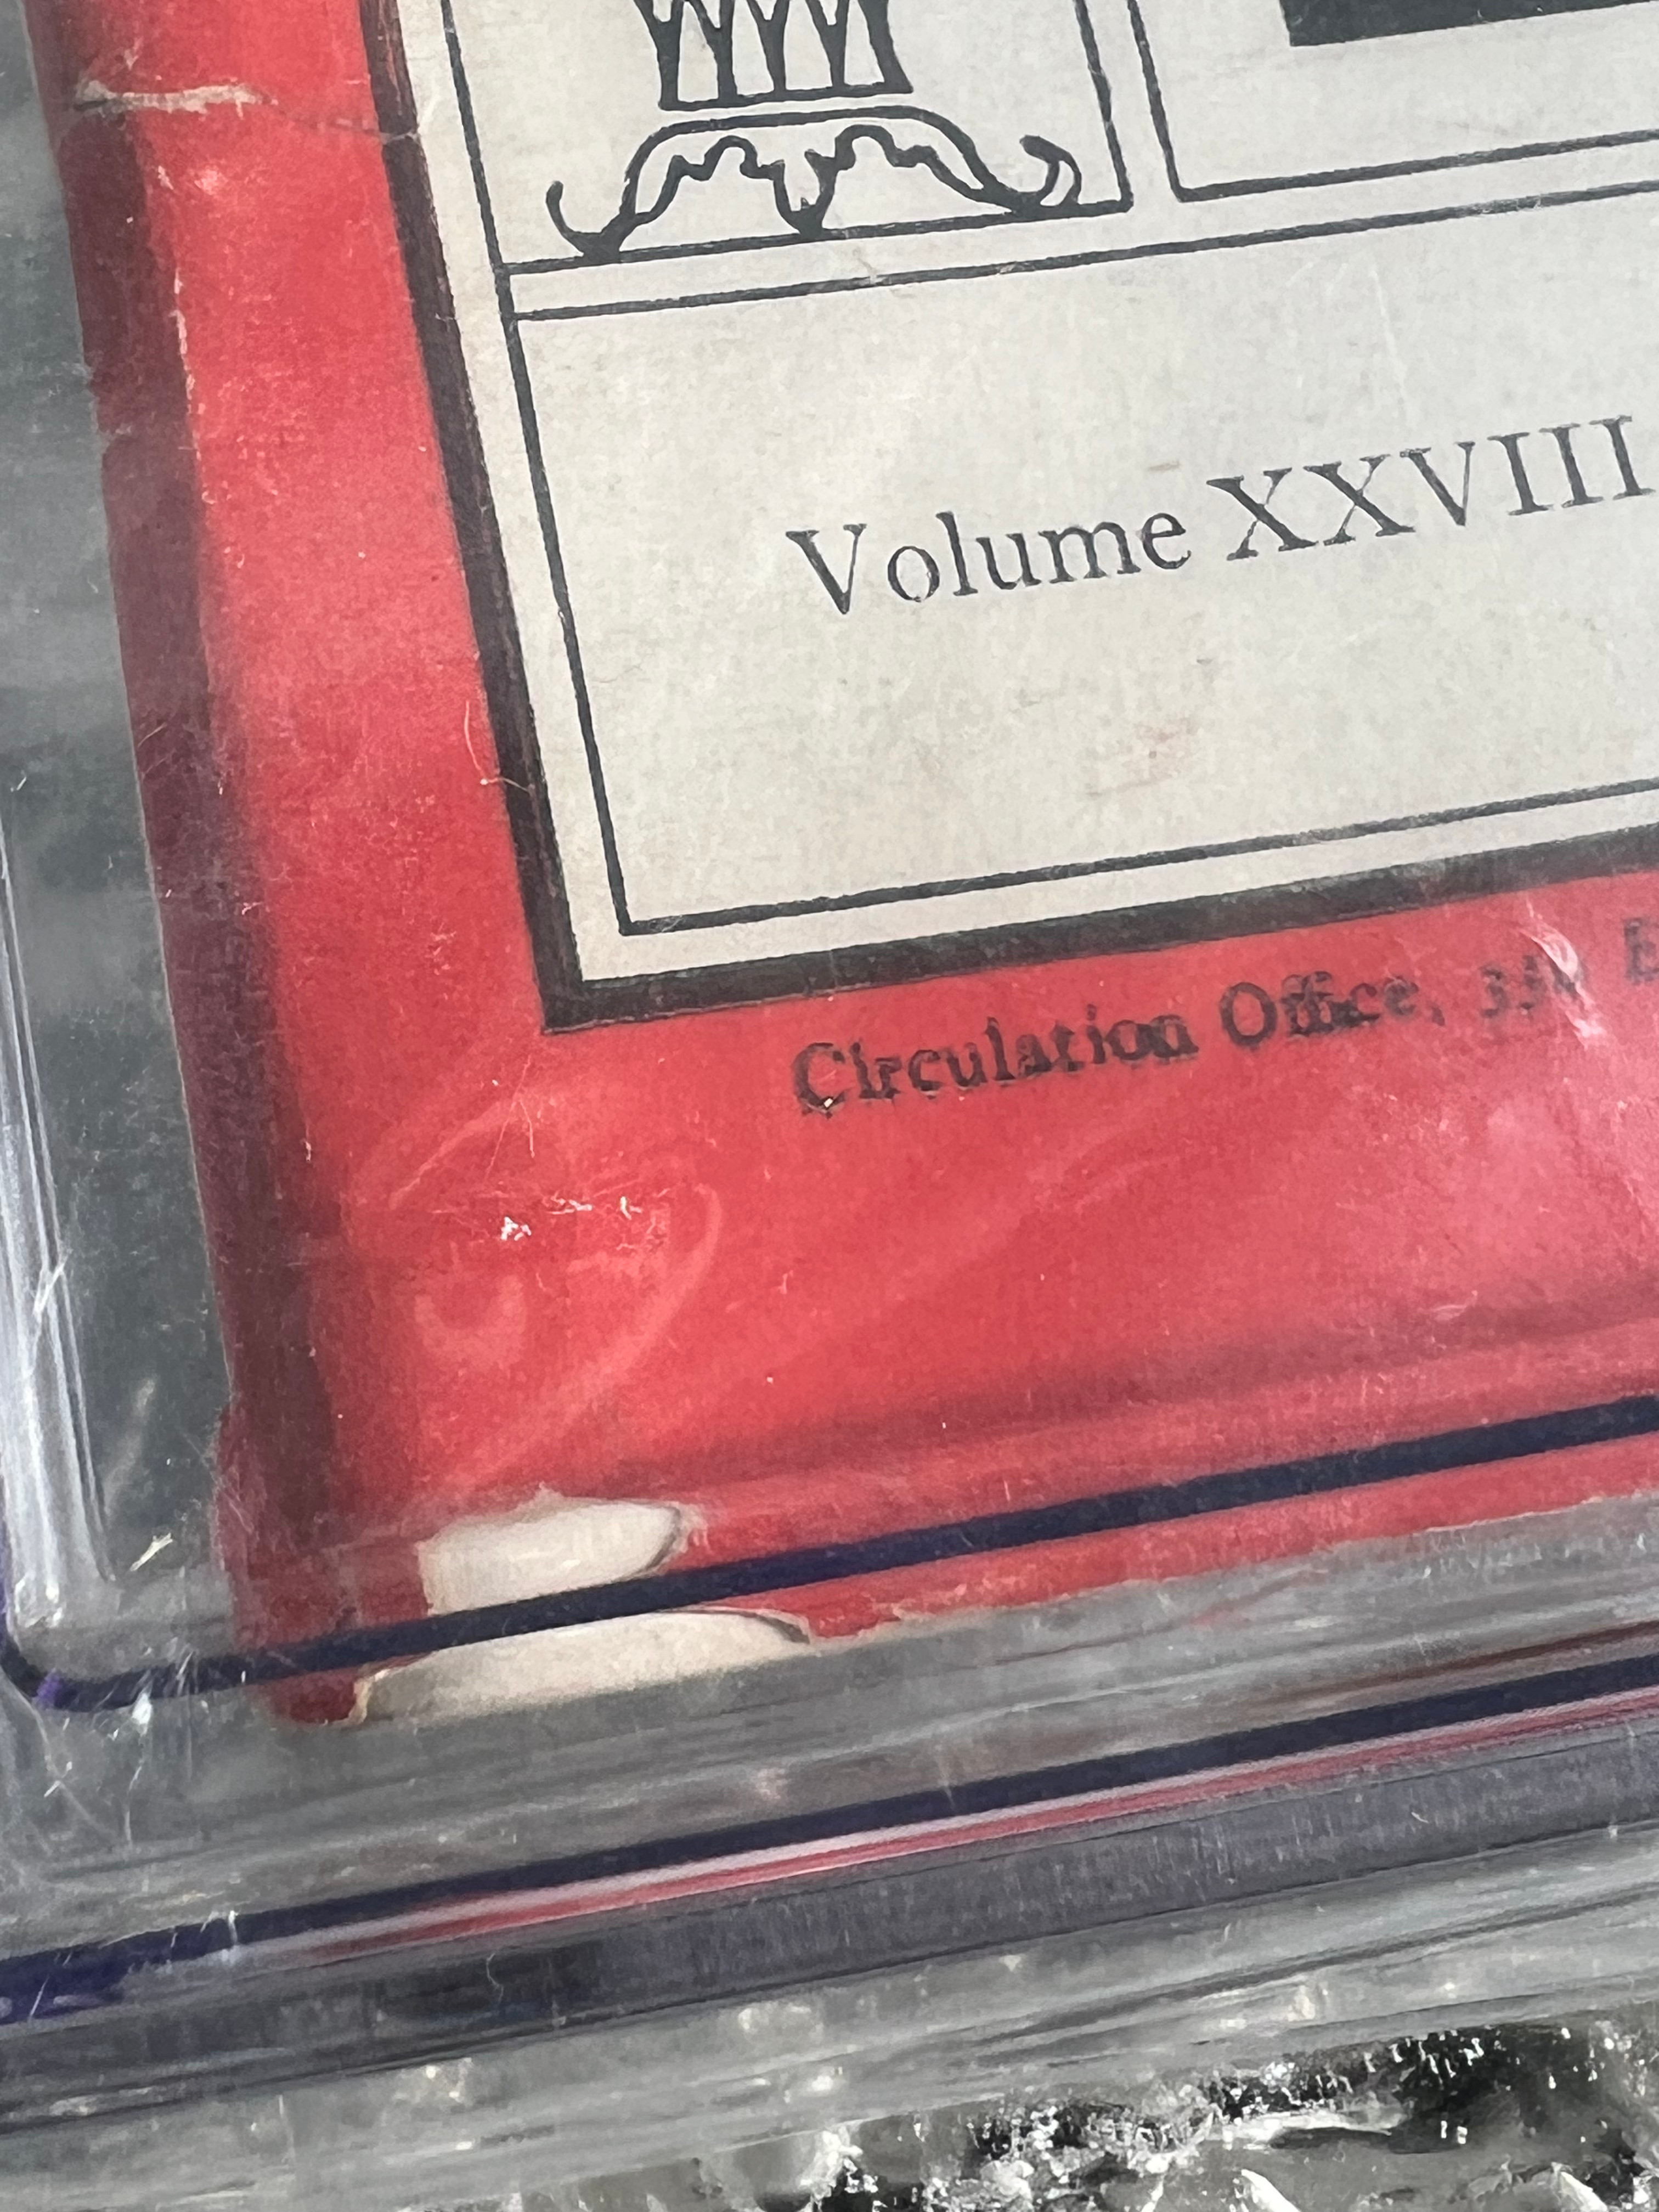 Volume XXVIII
Circulation Office,